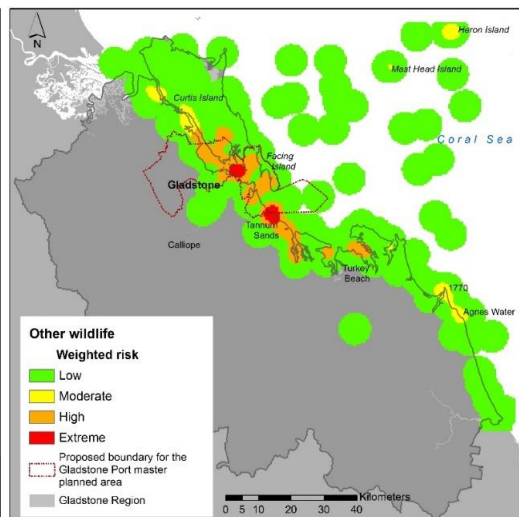 N
Heron Island
Mast Head Island
Curtis Island
Coral Sea
Facing
Island
Gladstone
Tannum
Sands
Calliope
Turkey
Beach
1770
Agnes Water
Other wildlife
Weighted risk
Low
Moderate
High
Extreme
Proposed boundary for the
Gladstone Port master
planned area
Gladstone Region
Kilometers
0 5 10 20 30 40